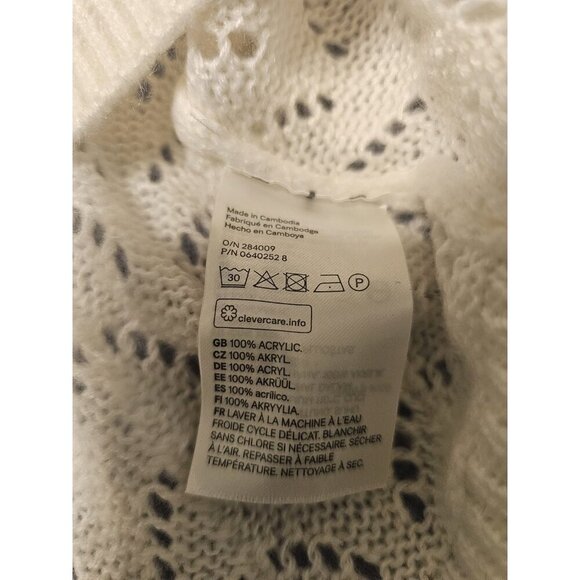 Made in Cambodia
Fabriqué en Cambodge
Hecho en Camboya
O/N 284009
P/N 0640252 8
30 P
clevercare.info
GB 100% ACRYLIC.
CZ 100% AKRYL.
DE 100% ACRYL.
EE 100% AKRÜÜL.
ES 100% acrílico.
FI 100% AKRYYLIA.
FR LAVER À LA MACHINE À L'EAU
FROIDE CYCLE DÉLICAT. BLANCHIR
SANS CHLORE SI NÉCESSAIRE. SÉCHER
À L'AIR. REPASSER À FAIBLE
TEMPÉRATURE. NETTOYAGE À SEC.